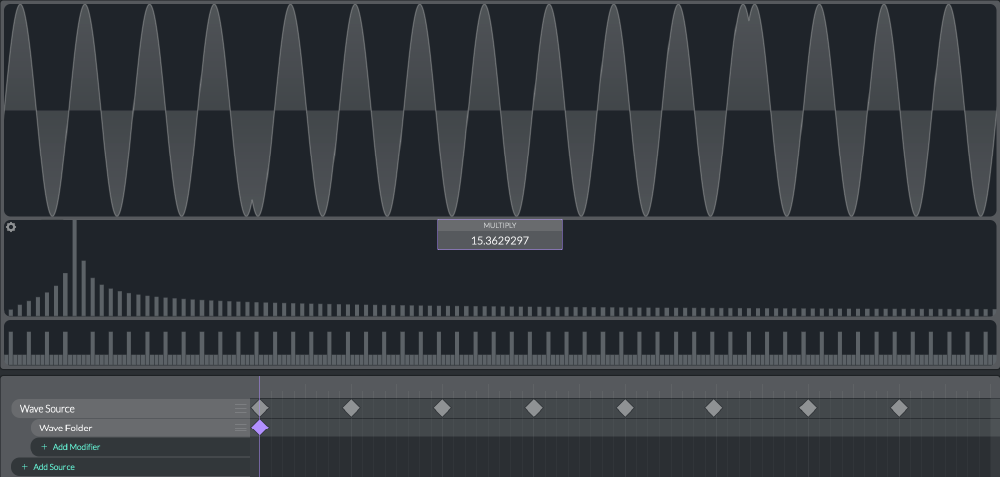 MULTIPLY
15.3629297
Wave Source
Wave Folder
+ Add Modifier
+ Add Source